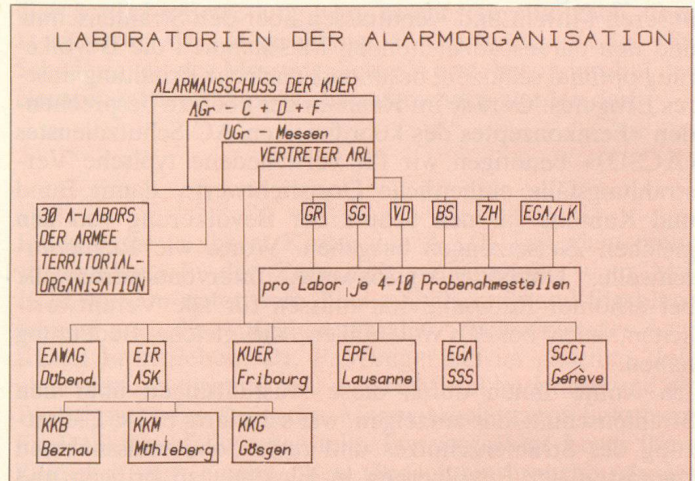 LABORATORIEN DER ALARMORGANISATION
ALARMAUSSCHUSS DER KUER
AGr - C + D + F
UGr - Messen
VERTRETER ARL
30 A-LABORS
DER ARMEE
TERRITORIAL-
ORGANISATION
GR SG VD BS ZH EGA/LK
pro Labor je 4-10 Probenahmestellen
EAWAG
Dübend.
EIR
ASK
KUER
Fribourg
EPFL
Lausanne
EGA
SSS
SCCI
Genève
KKB
Beznau
KKM
Mühleberg
KKG
Gösgen